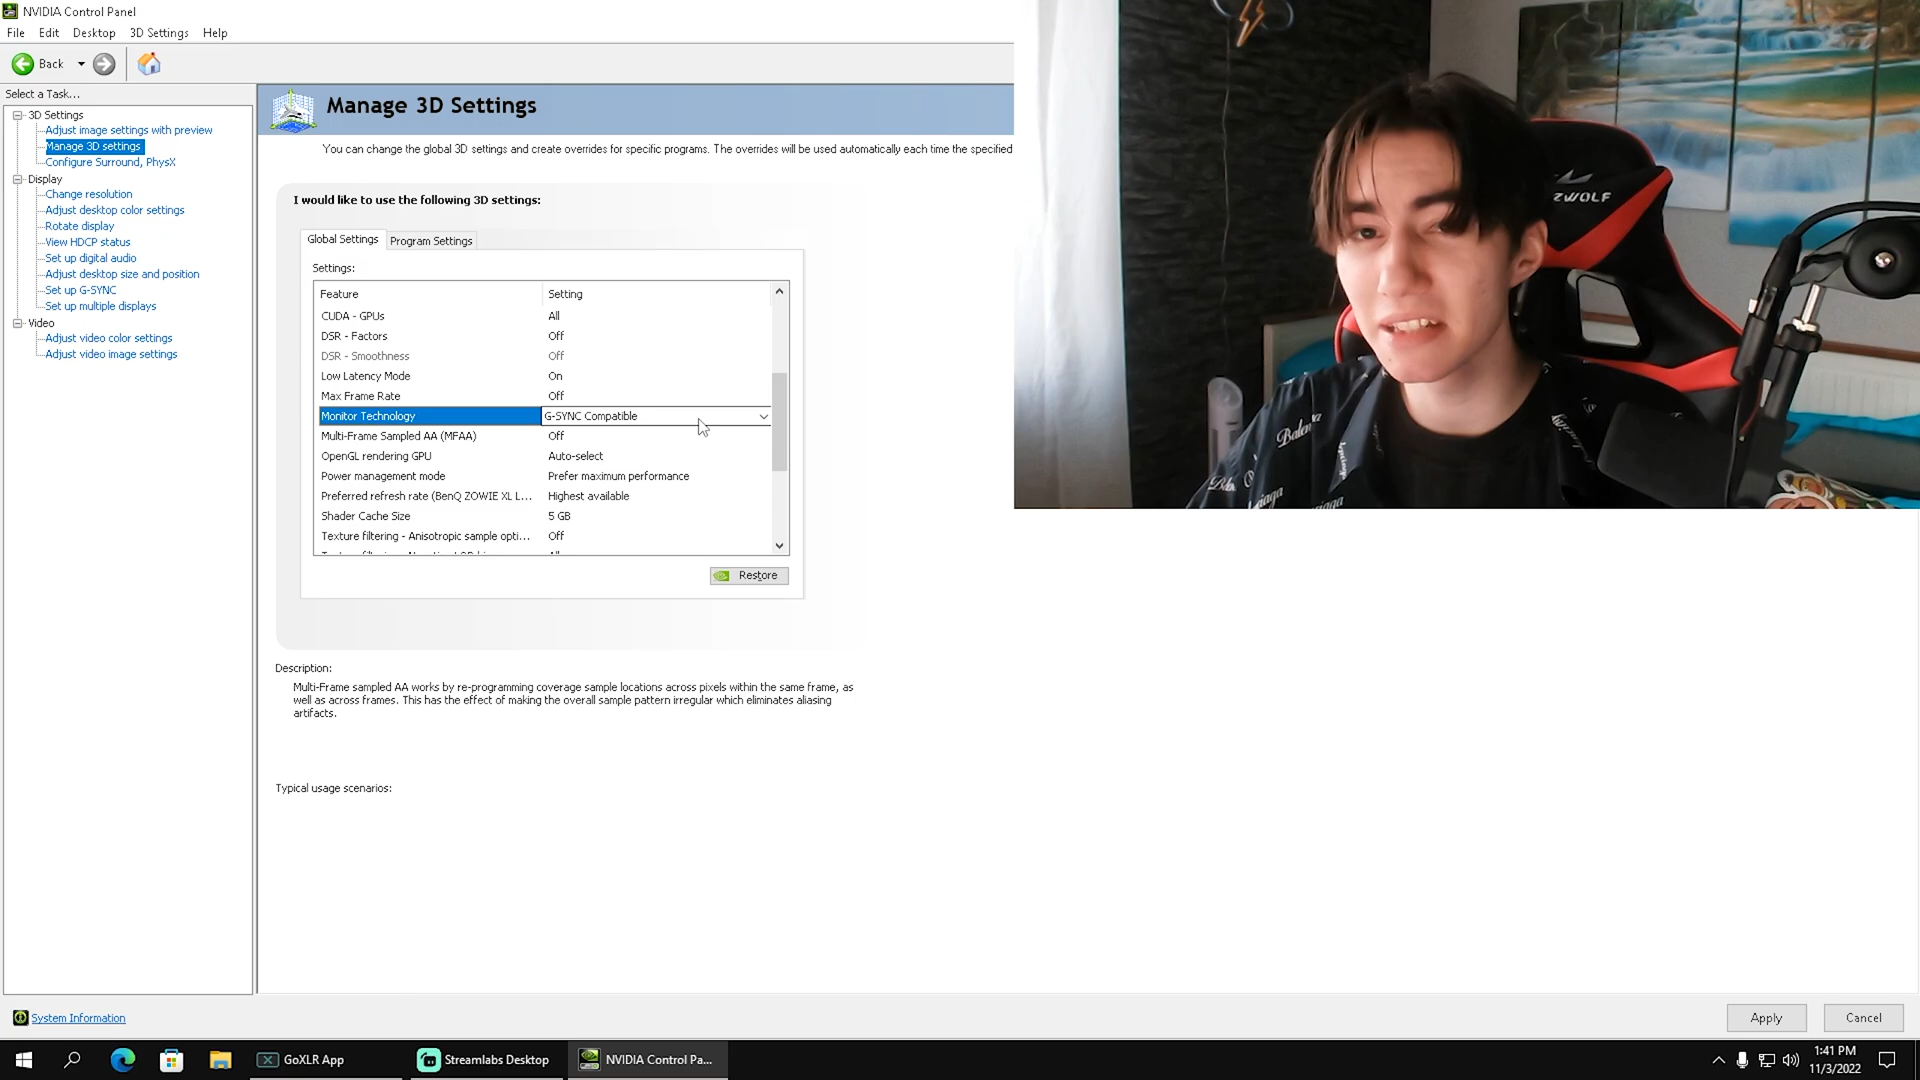 NVIDIA Control Panel
File Edit Desktop 3D Settings Help
Back
Select a Task...
3D Settings
Adjust image settings with preview
Manage 3D settings
Configure Surround, PhysX
Display
Change resolution
Adjust desktop color settings
Rotate display
View HDCP status
Set up digital audio
Adjust desktop size and position
Set up G-SYNC
Set up multiple displays
Video
Adjust video color settings
Adjust video image settings
Manage 3D Settings
You can change the global 3D settings and create overrides for specific programs. The overrides will be used automatically each time the specified
I would like to use the following 3D settings:
Global Settings Program Settings
Settings:
Feature Setting
CUDA - GPUs All
DSR - Factors Off
DSR - Smoothness Off
Low Latency Mode On
Max Frame Rate Off
Monitor Technology G-SYNC Compatible
Multi-Frame Sampled AA (MFAA) Off
OpenGL rendering GPU Auto-select
Power management mode Prefer maximum performance
Preferred refresh rate (BenQ ZOWIE XL L... Highest available
Shader Cache Size 5 GB
Texture filtering - Anisotropic sample opti... Off
Restore
Description:
Multi-Frame sampled AA works by re-programming coverage sample locations across pixels within the same frame, as
well as across frames. This has the effect of making the overall sample pattern irregular which eliminates aliasing
artifacts.
Typical usage scenarios:
ZWOLF
System Information
Apply Cancel
GoXLR App
Streamlabs Desktop
NVIDIA Control Pa...
1:41 PM
11/3/2022